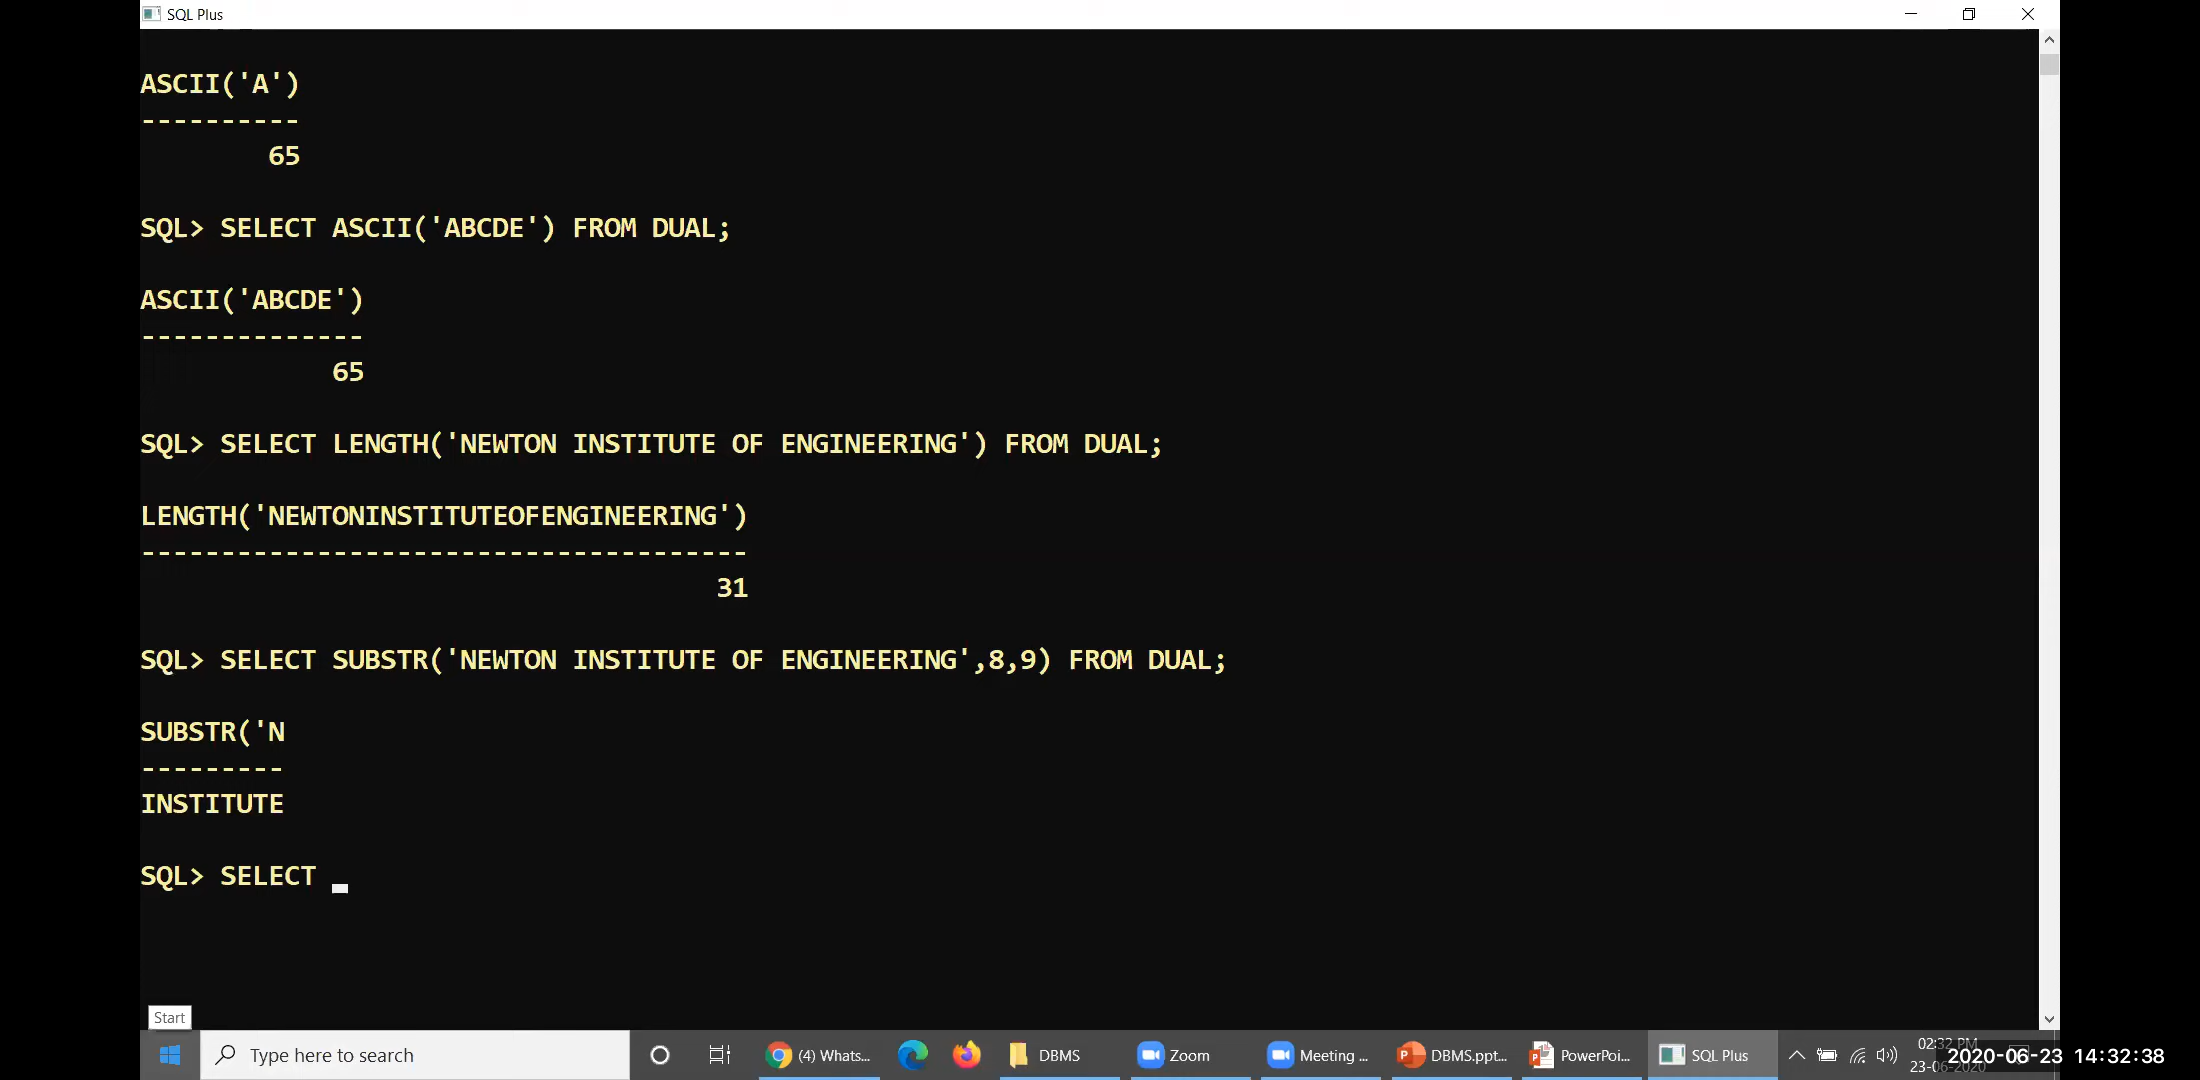 SQL Plus
ASCII('A')
----------
65
SQL> SELECT ASCII('ABCDE') FROM DUAL;
ASCII('ABCDE')
--------------
65
SQL> SELECT LENGTH('NEWTON INSTITUTE OF ENGINEERING') FROM DUAL;
LENGTH('NEWTONINSTITUTEOFENGINEERING')
--------------------------------------
31
SQL> SELECT SUBSTR('NEWTON INSTITUTE OF ENGINEERING',8,9) FROM DUAL;
SUBSTR('N
---------
INSTITUTE
SQL> SELECT
Start
Type here to search
(4) Whats...
DBMS
Zoom
Meeting ...
DBMS.ppt...
PowerPoi...
SQL Plus
02:32 PM
23-06-2020
2020-06-23 14:32:38